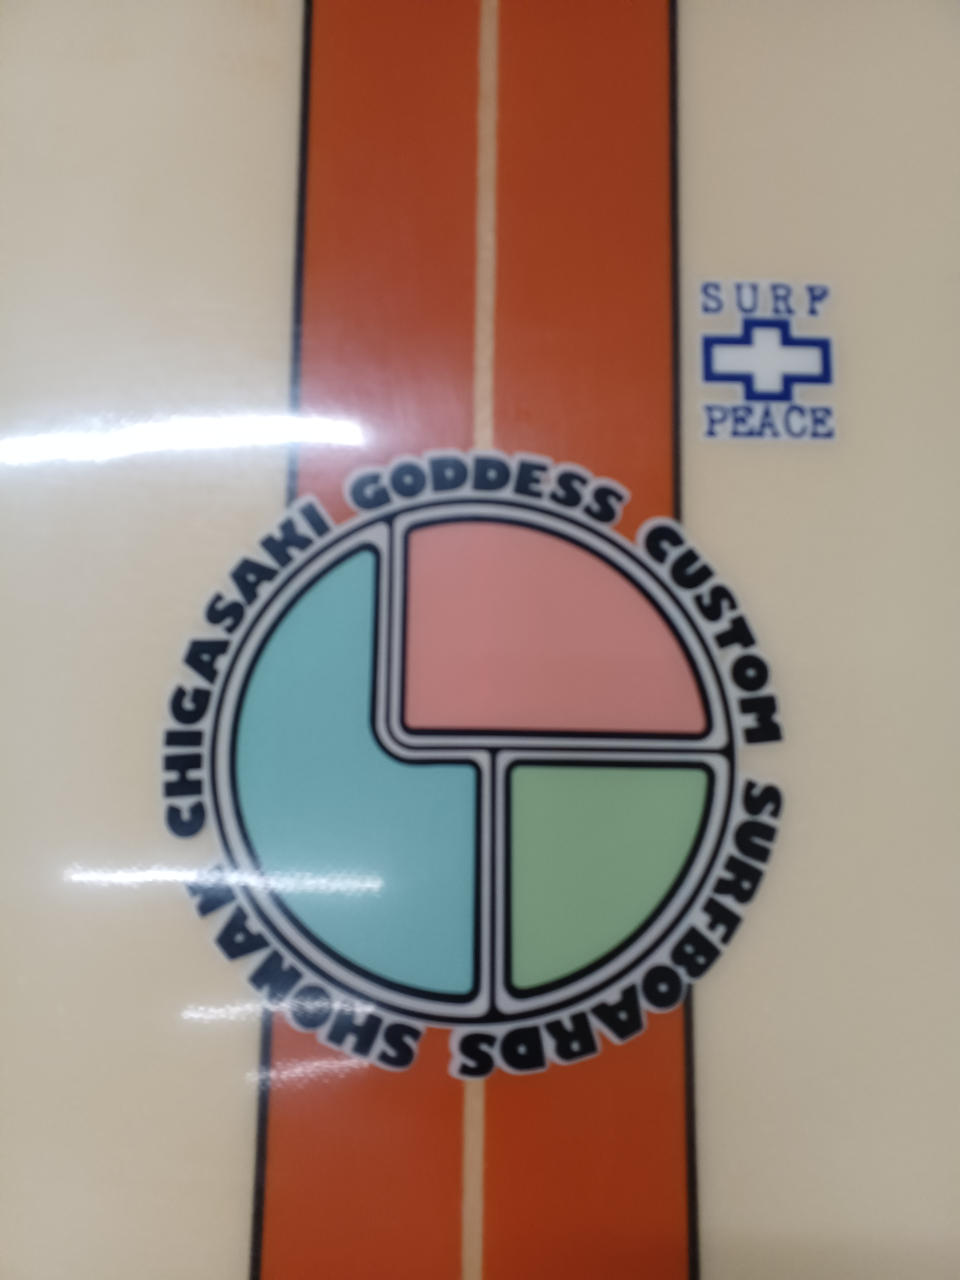 SURF
PEACE
CHIGASAKI GODDESS CUSTOM SURFBOARDS SHONAN